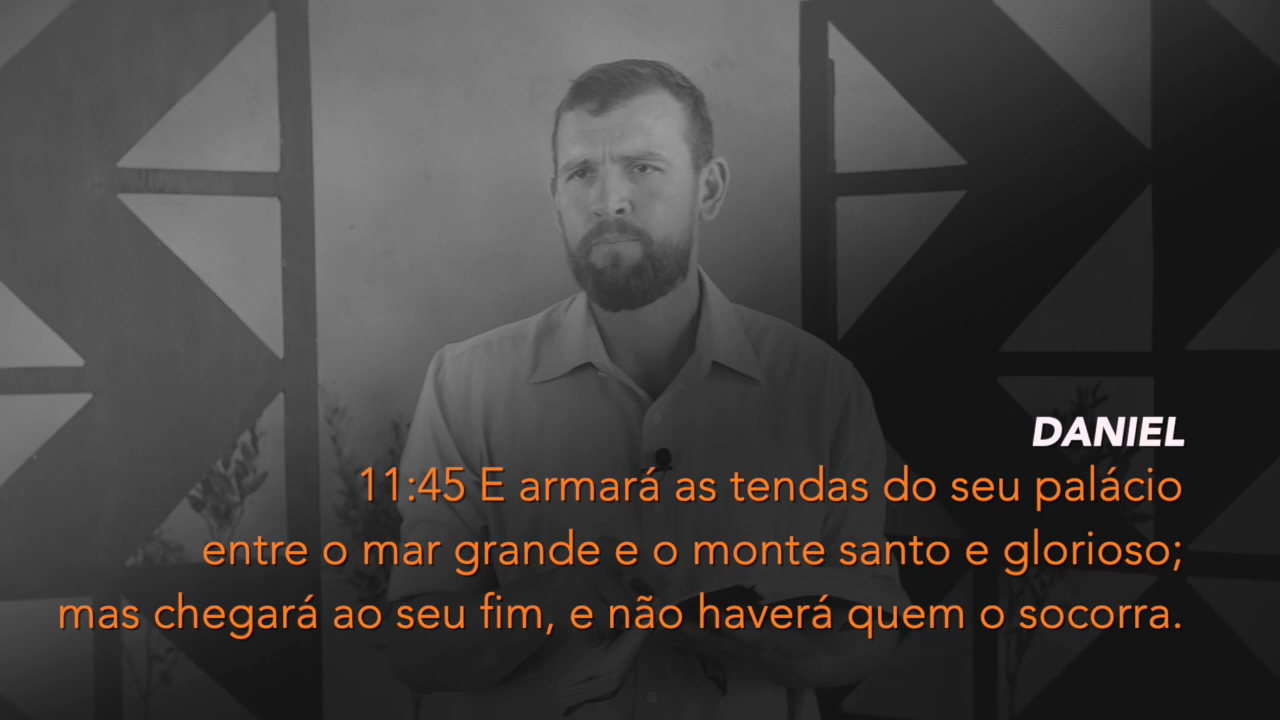 DANIEL
11:45 E armará as tendas do seu palácio
entre o mar grande e o monte santo e glorioso;
mas chegará ao seu fim, e não haverá quem o socorra.